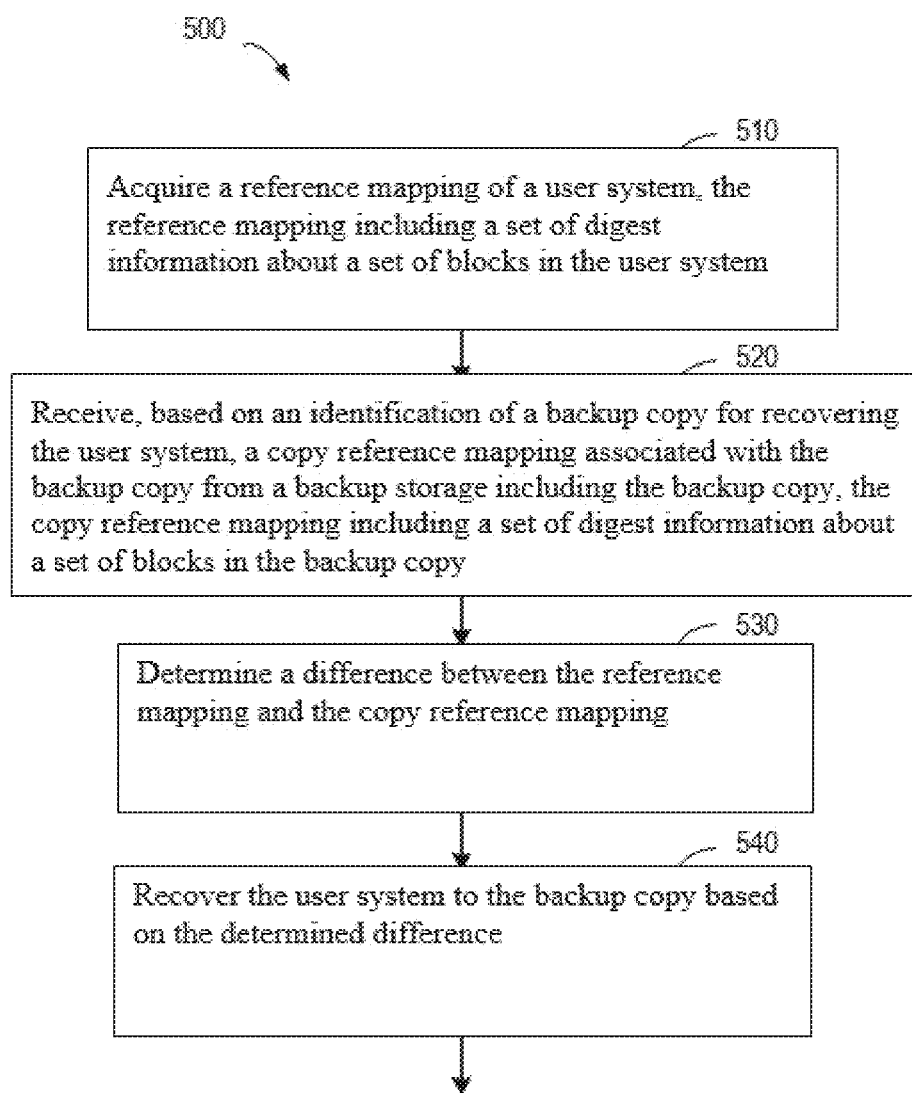 500
510
Acquire a reference mapping of a user system, the
reference mapping including a set of digest
information about a set of blocks in the user system
520
Receive, based on an identification of a backup copy for recovering
the user system, a copy reference mapping associated with the
backup copy from a backup storage including the backup copy, the
copy reference mapping including a set of digest information about
a set of blocks in the backup copy
530
Determine a difference between the reference
mapping and the copy reference mapping
540
Recover the user system to the backup copy based
on the determined difference